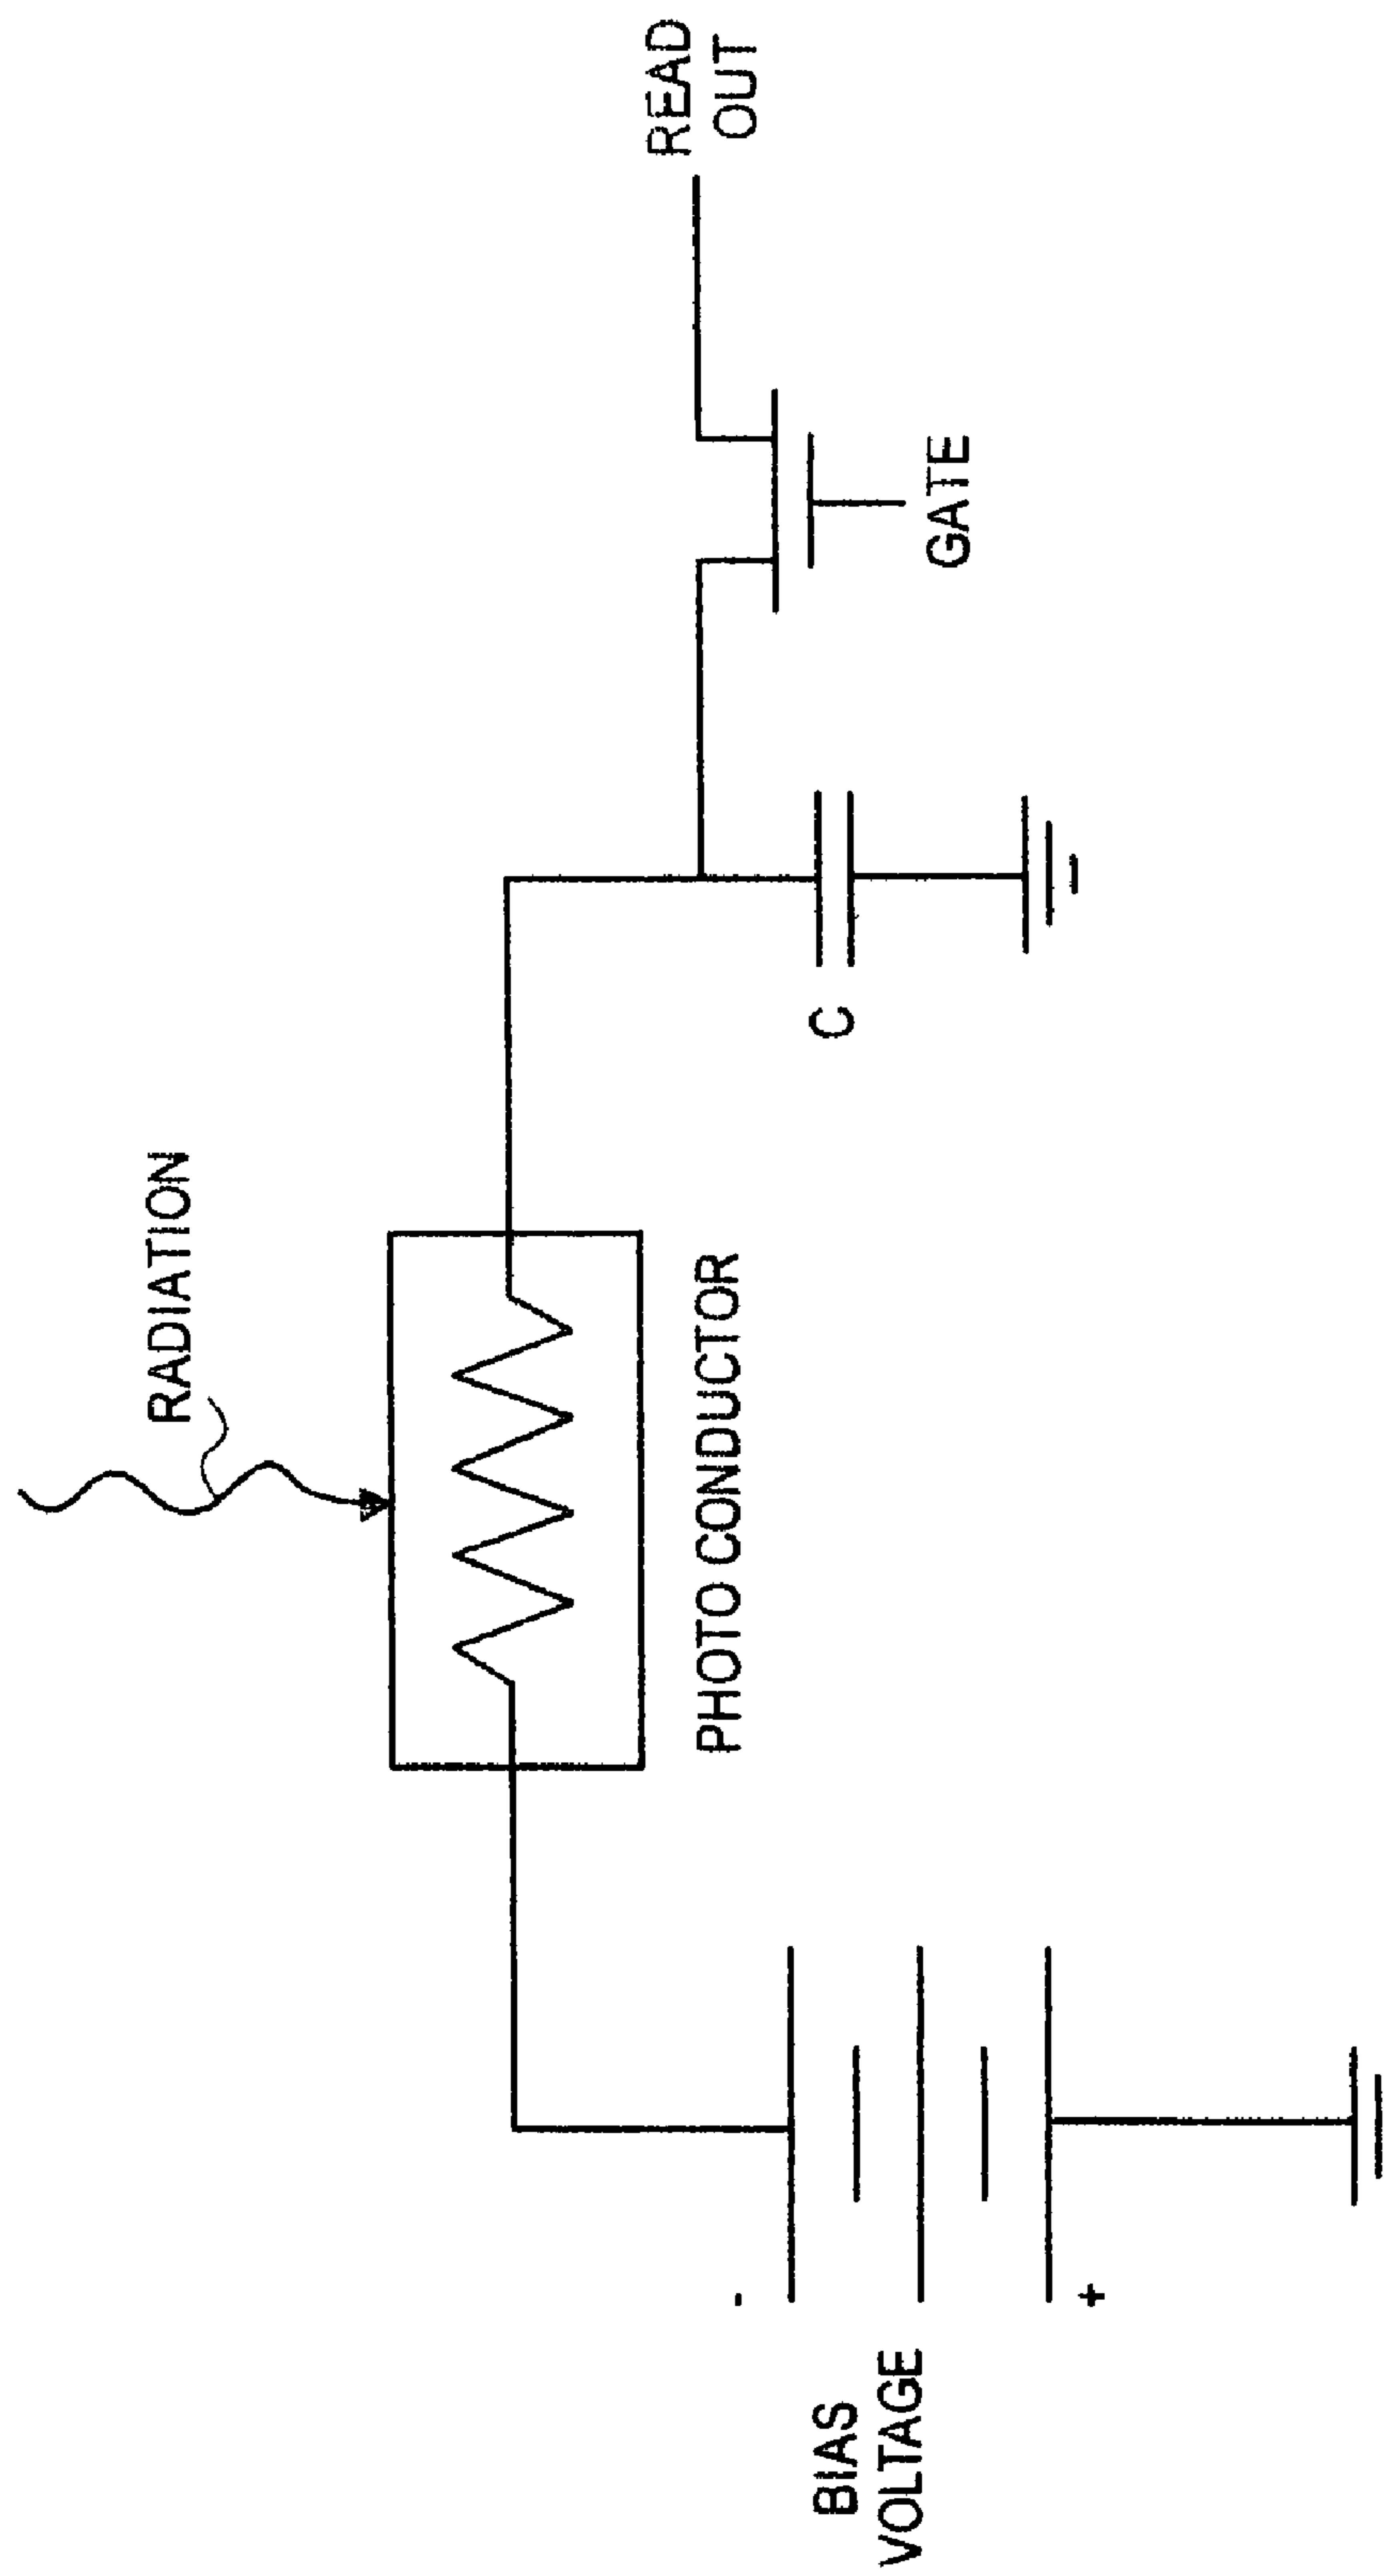 RADIATION
READ
OUT
PHOTO CONDUCTOR
C
GATE
-
BIAS
VOLTAGE
+